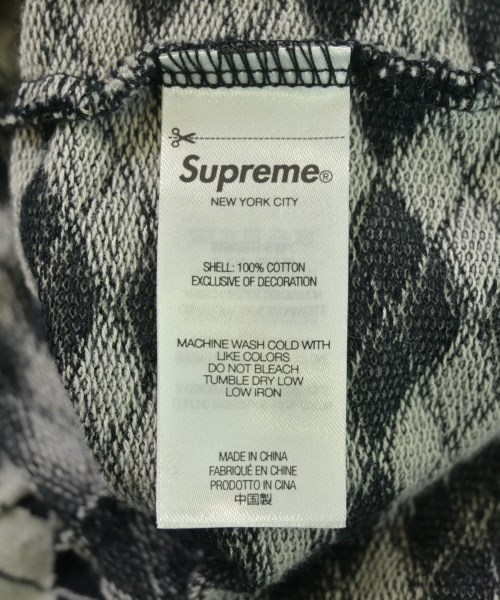 Supreme®
NEW YORK CITY
SHELL: 100% COTTON
EXCLUSIVE OF DECORATION
MACHINE WASH COLD WITH
LIKE COLORS
DO NOT BLEACH
TUMBLE DRY LOW
LOW IRON
MADE IN CHINA
FABRIQUÉ EN CHINE
PRODOTTO IN CINA
中国製